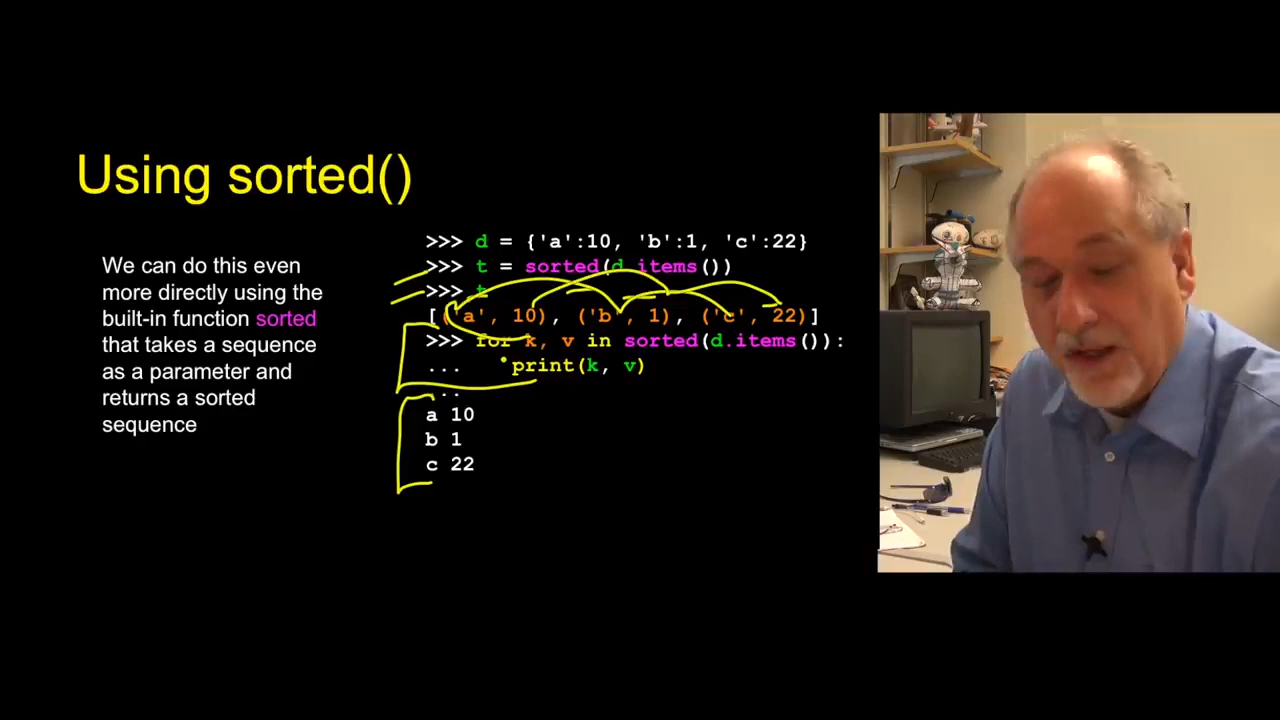 Using sorted()
We can do this even
more directly using the
built-in function sorted
that takes a sequence
as a parameter and
returns a sorted
sequence
>>> d = {'a':10, 'b':1, 'c':22}
>>> t = sorted(d.items())
>>> t
[('a', 10), ('b', 1), ('c', 22)]
>>> for k, v in sorted(d.items()):
...    print(k, v)
...
a 10
b 1
c 22